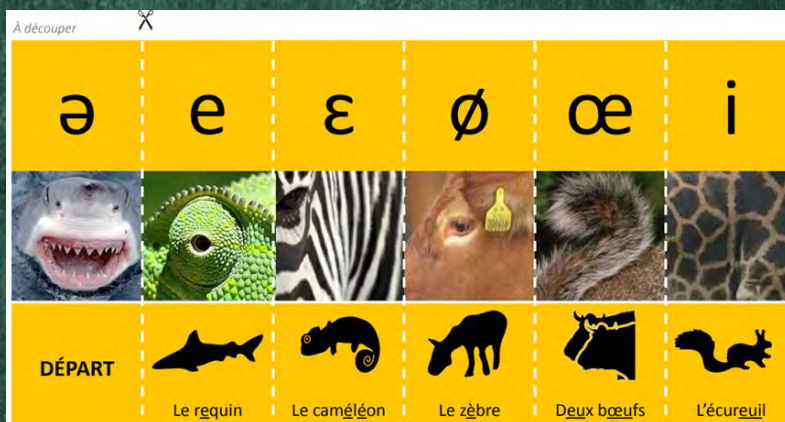 À découper
ə e ɛ ø œ i
DÉPART
Le requin Le caméléon Le zèbre Deux bœufs L'écureuil